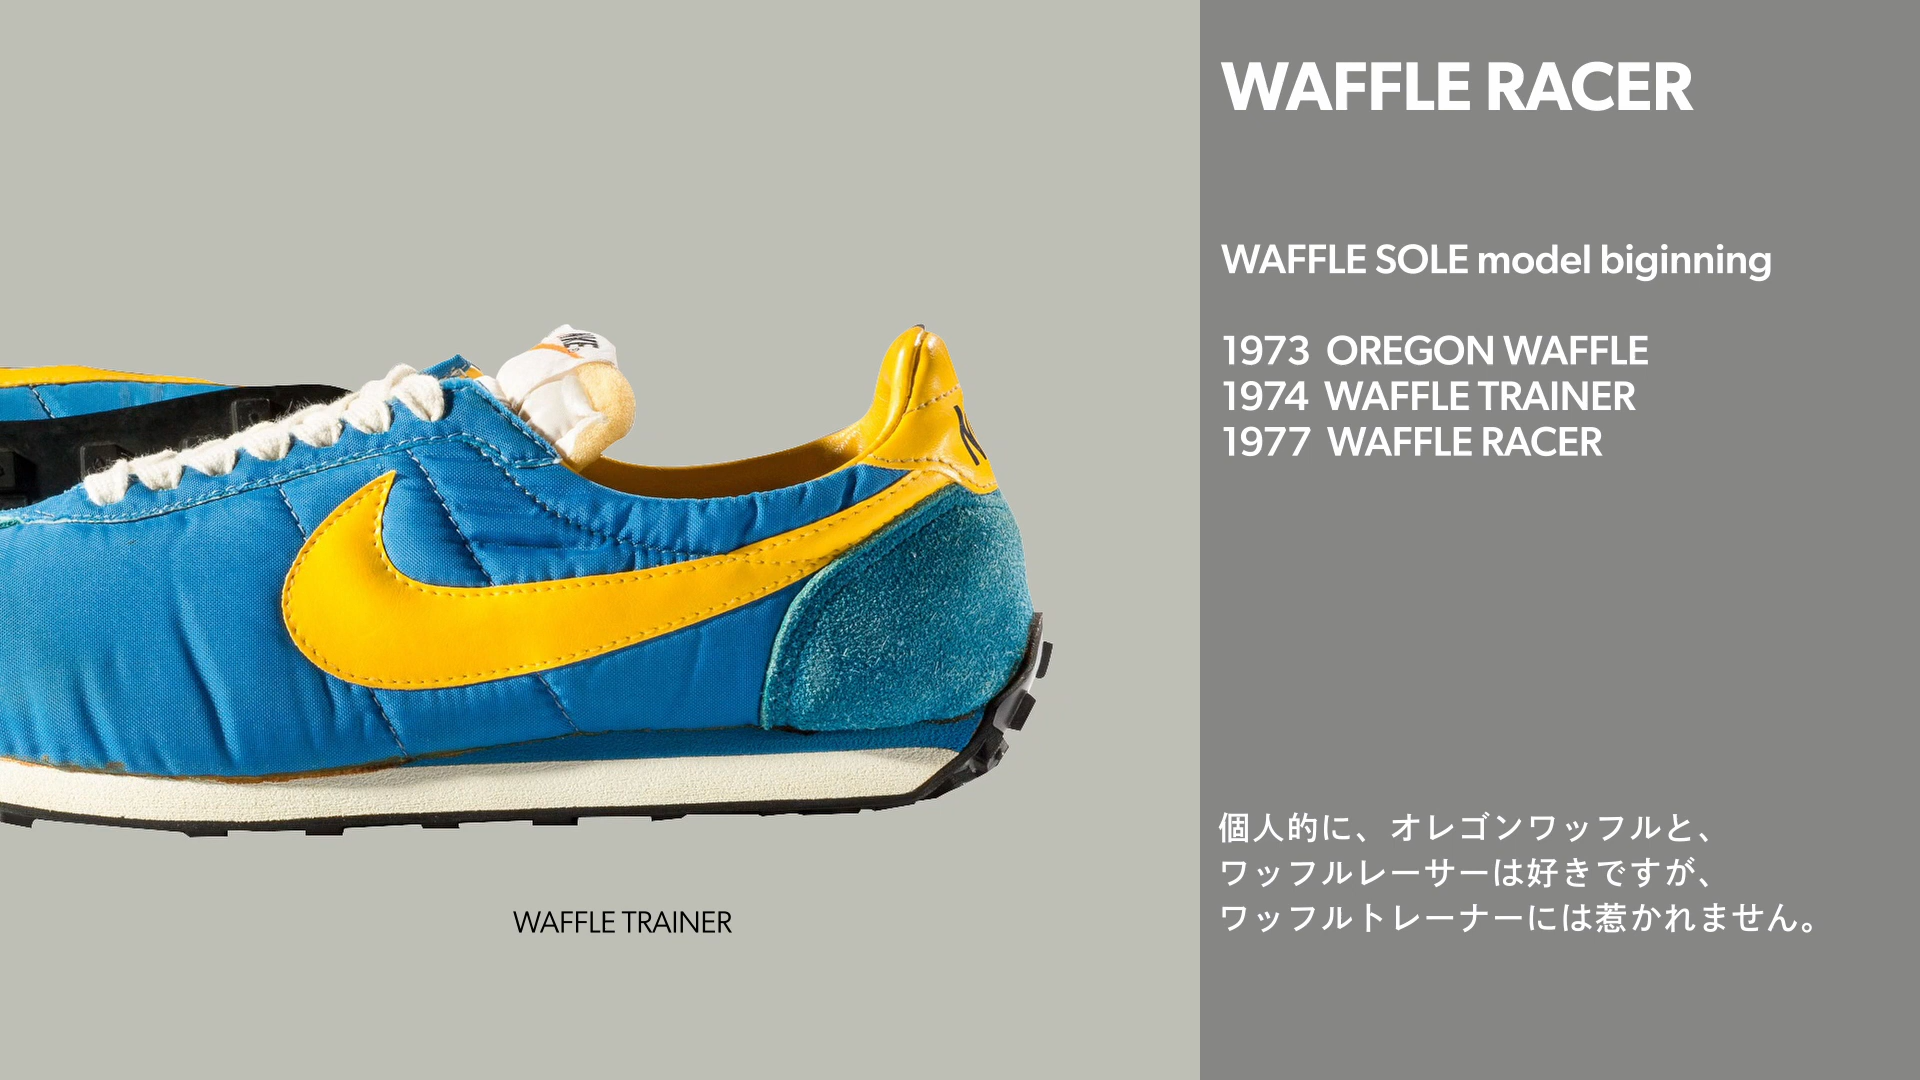 WAFFLE RACER
WAFFLE SOLE model biginning
1973 OREGON WAFFLE
1974 WAFFLE TRAINER
1977 WAFFLE RACER
個人的に、オレゴンワッフルと、
ワッフルレーサーは好きですが、
ワッフルトレーナーには惹かれません。
NIKE
WAFFLE TRAINER